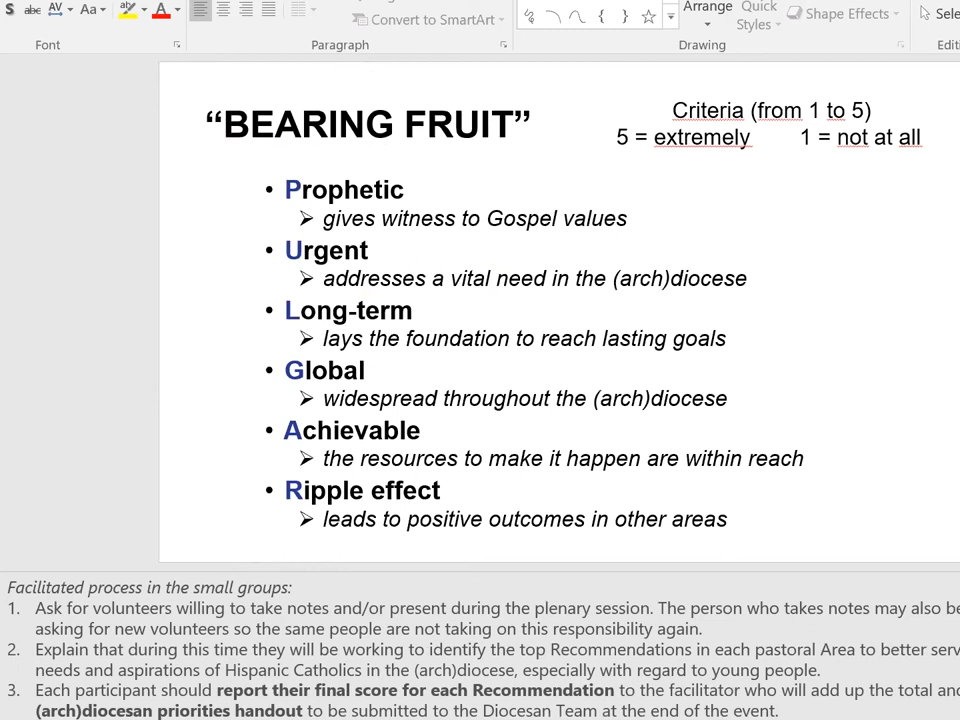 S abc AV Aa ab A
Convert to SmartArt
Arrange
Quick
Styles
Shape Effects
Font
Paragraph
Drawing
“BEARING FRUIT”
Criteria (from 1 to 5)
5 = extremely 1 = not at all
• Prophetic
➢ gives witness to Gospel values
• Urgent
➢ addresses a vital need in the (arch)diocese
• Long-term
➢ lays the foundation to reach lasting goals
• Global
➢ widespread throughout the (arch)diocese
• Achievable
➢ the resources to make it happen are within reach
• Ripple effect
➢ leads to positive outcomes in other areas
Facilitated process in the small groups:
1. Ask for volunteers willing to take notes and/or present during the plenary session. The person who takes notes may also be
asking for new volunteers so the same people are not taking on this responsibility again.
2. Explain that during this time they will be working to identify the top Recommendations in each pastoral Area to better serv
needs and aspirations of Hispanic Catholics in the (arch)diocese, especially with regard to young people.
3. Each participant should report their final score for each Recommendation to the facilitator who will add up the total and
(arch)diocesan priorities handout to be submitted to the Diocesan Team at the end of the event.